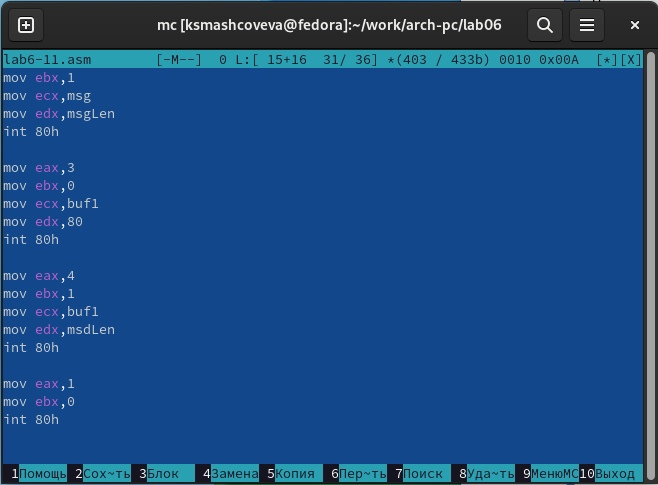 mc [ksmashcoveva@fedora]:~/work/arch-pc/lab06
lab6-11.asm [-M--] 0 L:[ 15+16 31/ 36] *(403 / 433b) 0010 0x00A [*][X]
mov ebx,1
mov ecx,msg
mov edx,msgLen
int 80h
mov eax,3
mov ebx,0
mov ecx,buf1
mov edx,80
int 80h
mov eax,4
mov ebx,1
mov ecx,buf1
mov edx,msdLen
int 80h
mov eax,1
mov ebx,0
int 80h
1Помощь 2Сох~ть 3Блок 4Замена 5Копия 6Пер~ть 7Поиск 8Уда~ть 9МенюMC 10Выход